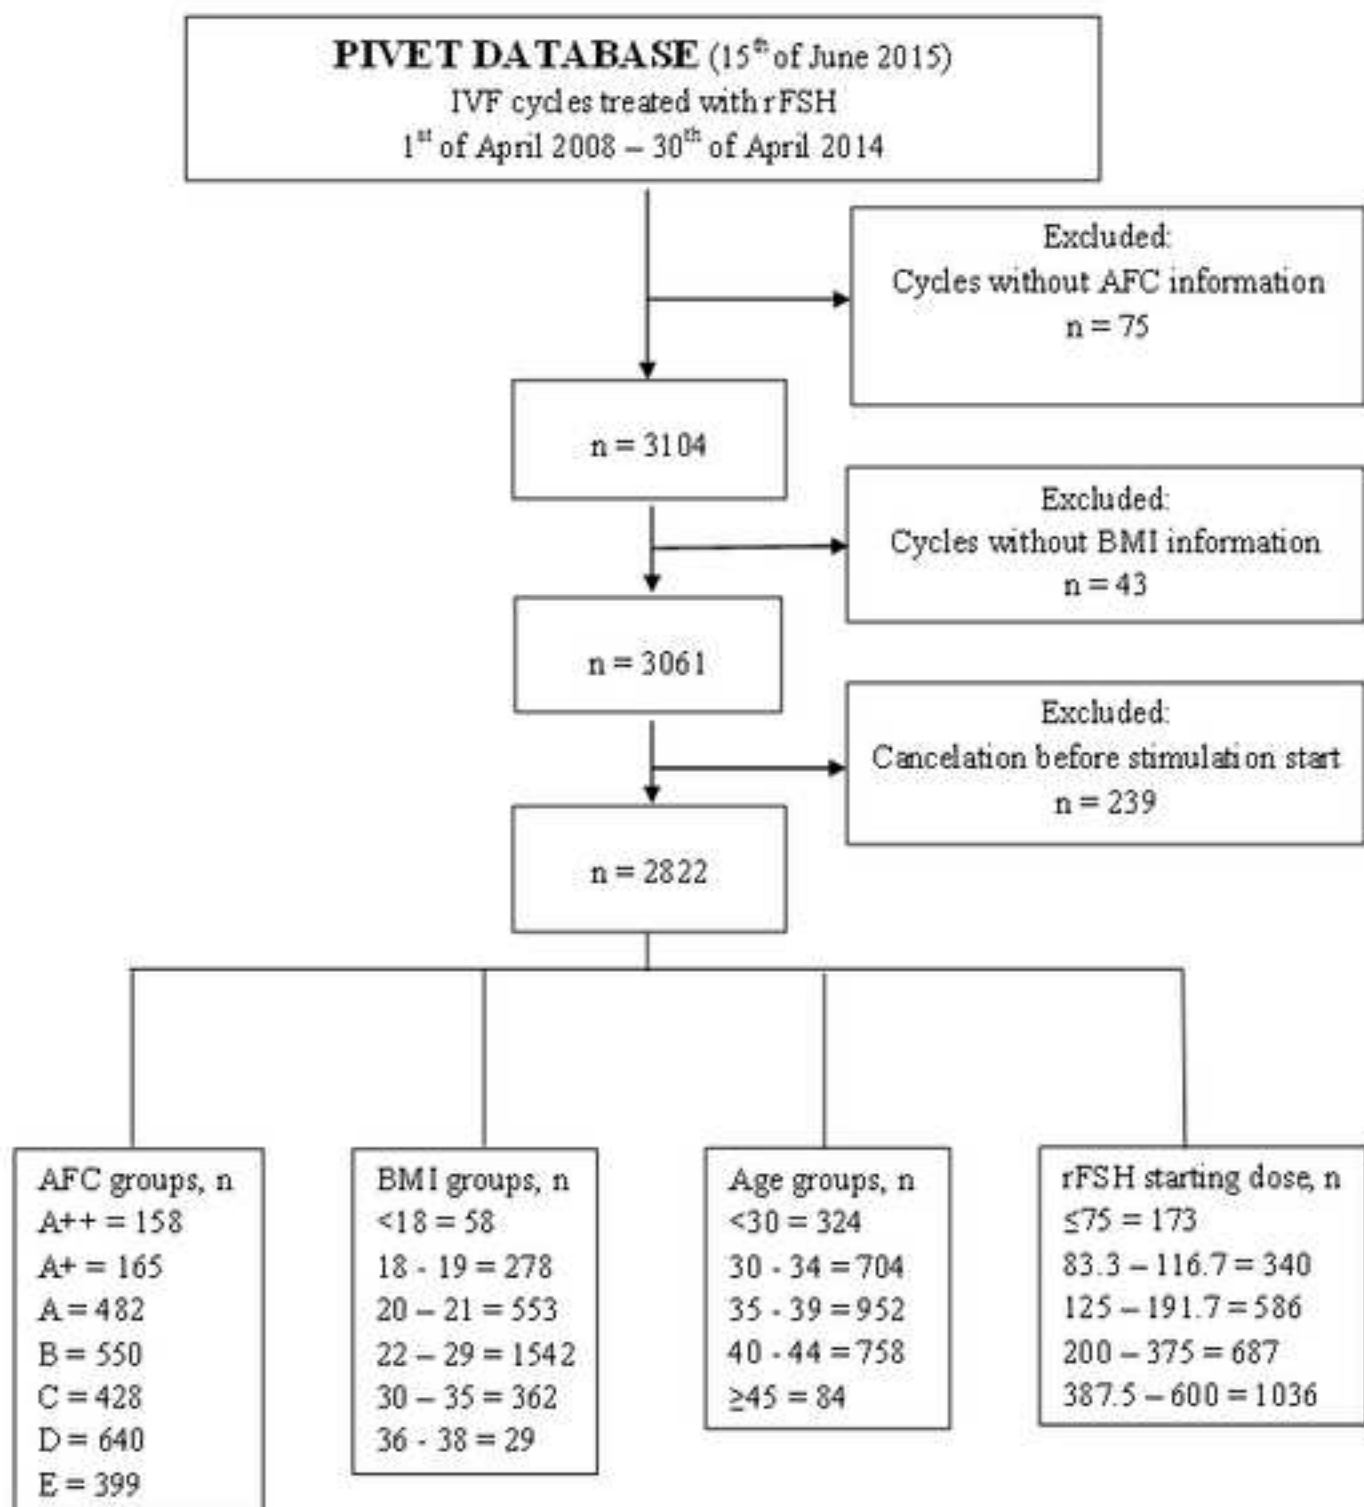 PIVET DATABASE (15th of June 2015)
IVF cycles treated with rFSH
1st of April 2008 – 30th of April 2014
Excluded:
Cycles without AFC information
n = 75
n = 3104
Excluded:
Cycles without BMI information
n = 43
n = 3061
Excluded:
Cancelation before stimulation start
n = 239
n = 2822
AFC groups, n
A++ = 158
A+ = 165
A = 482
B = 550
C = 428
D = 640
E = 399
BMI groups, n
<18 = 58
18 - 19 = 278
20 – 21 = 553
22 – 29 = 1542
30 – 35 = 362
36 - 38 = 29
Age groups, n
<30 = 324
30 - 34 = 704
35 - 39 = 952
40 - 44 = 758
≥45 = 84
rFSH starting dose, n
≤75 = 173
83.3 – 116.7 = 340
125 – 191.7 = 586
200 – 375 = 687
387.5 – 600 = 1036